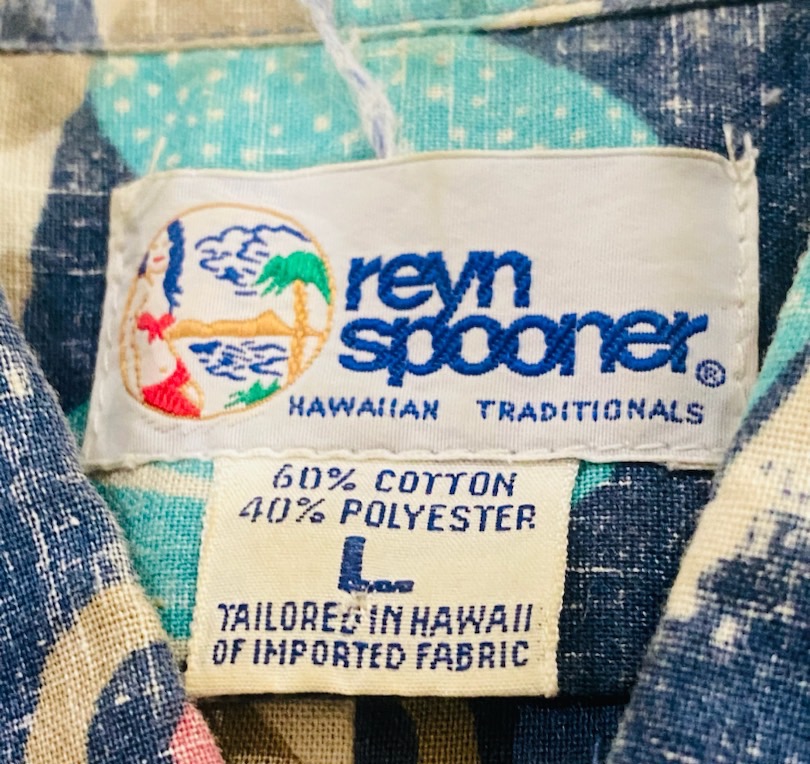 reyn
spooner®
HAWAIIAN TRADITIONALS
60% COTTON
40% POLYESTER
L
TAILORED IN HAWAII
OF IMPORTED FABRIC